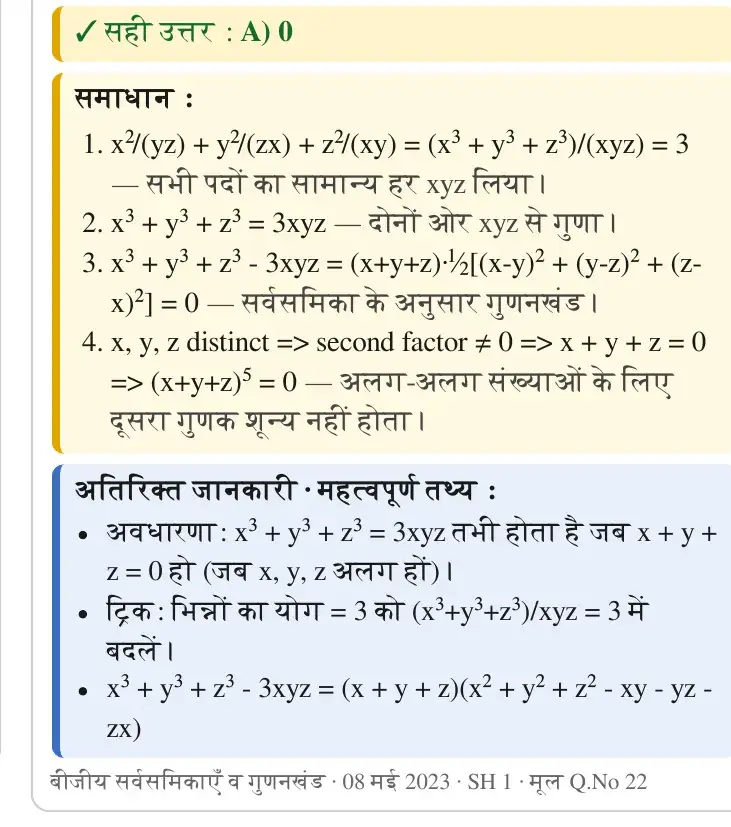 ✓ सही उत्तर : A) 0
समाधान :
1. x²/(yz) + y²/(zx) + z²/(xy) = (x³ + y³ + z³)/(xyz) = 3
— सभी पदों का सामान्य हर xyz लिया।
2. x³ + y³ + z³ = 3xyz — दोनों ओर xyz से गुणा।
3. x³ + y³ + z³ - 3xyz = (x+y+z)·½[(x-y)² + (y-z)² + (z-
x)²] = 0 — सर्वसमिका के अनुसार गुणनखंड।
4. x, y, z distinct => second factor ≠ 0 => x + y + z = 0
=> (x+y+z)⁵ = 0 — अलग-अलग संख्याओं के लिए
दूसरा गुणक शून्य नहीं होता।
अतिरिक्त जानकारी · महत्वपूर्ण तथ्य :
• अवधारणा : x³ + y³ + z³ = 3xyz तभी होता है जब x + y +
z = 0 हो (जब x, y, z अलग हों)।
• ट्रिक : भिन्नों का योग = 3 को (x³+y³+z³)/xyz = 3 में
बदलें।
• x³ + y³ + z³ - 3xyz = (x + y + z)(x² + y² + z² - xy - yz -
zx)
बीजीय सर्वसमिकाएँ व गुणनखंड · 08 मई 2023 · SH 1 · मूल Q.No 22